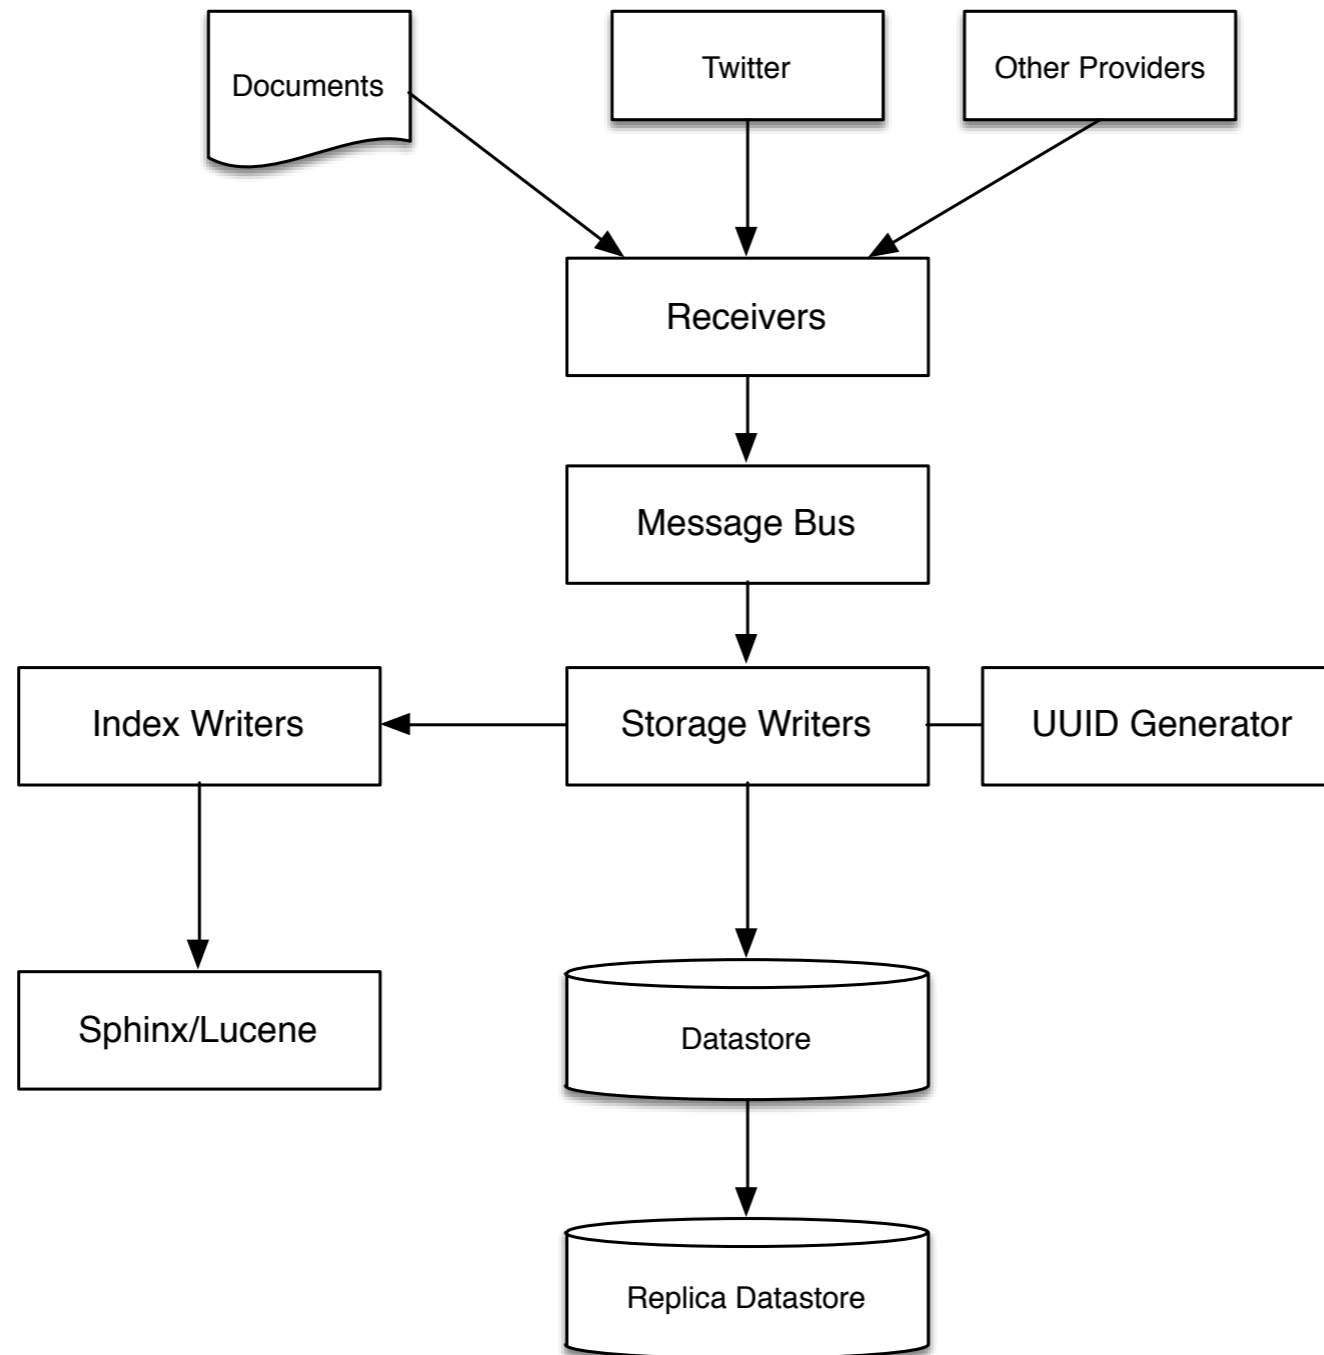 Documents
Twitter
Other Providers
Receivers
Message Bus
Index Writers
Storage Writers
UUID Generator
Sphinx/Lucene
Datastore
Replica Datastore